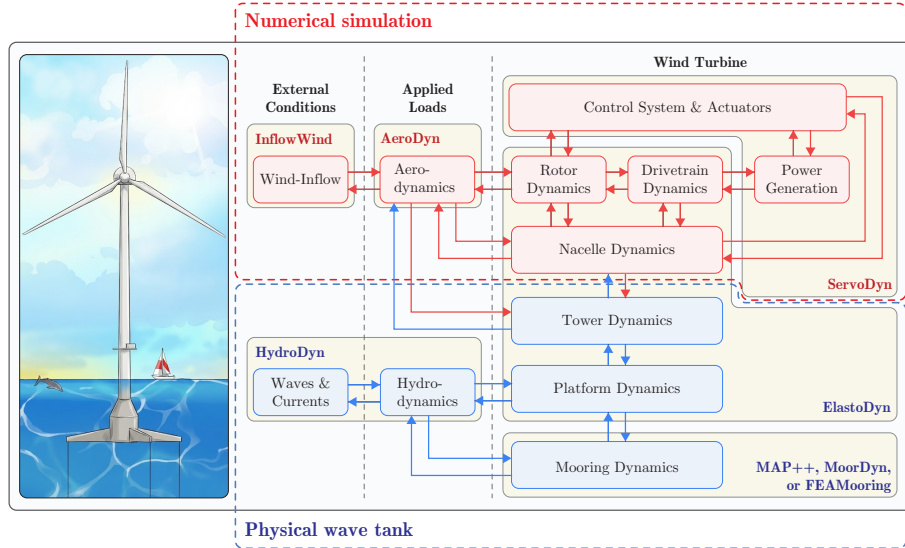 Numerical simulation
External
Conditions
Applied
Loads
Wind Turbine
Control System & Actuators
InflowWind
AeroDyn
Wind-Inflow
Aero-
dynamics
Rotor
Dynamics
Drivetrain
Dynamics
Power
Generation
Nacelle Dynamics
ServoDyn
Tower Dynamics
HydroDyn
Waves &
Currents
Hydro-
dynamics
Platform Dynamics
ElastoDyn
Mooring Dynamics
MAP++, MoorDyn,
or FEAMooring
Physical wave tank